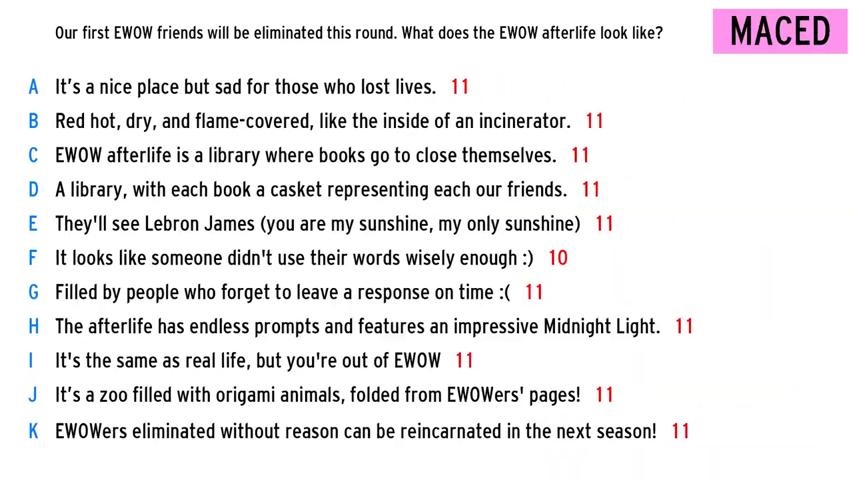 Our first EWOW friends will be eliminated this round. What does the EWOW afterlife look like?
MACED
A It’s a nice place but sad for those who lost lives. 11
B Red hot, dry, and flame-covered, like the inside of an incinerator. 11
C EWOW afterlife is a library where books go to close themselves. 11
D A library, with each book a casket representing each our friends. 11
E They'll see Lebron James (you are my sunshine, my only sunshine) 11
F It looks like someone didn't use their words wisely enough :) 10
G Filled by people who forget to leave a response on time :( 11
H The afterlife has endless prompts and features an impressive Midnight Light. 11
I It's the same as real life, but you're out of EWOW 11
J It’s a zoo filled with origami animals, folded from EWOWers' pages! 11
K EWOWers eliminated without reason can be reincarnated in the next season! 11